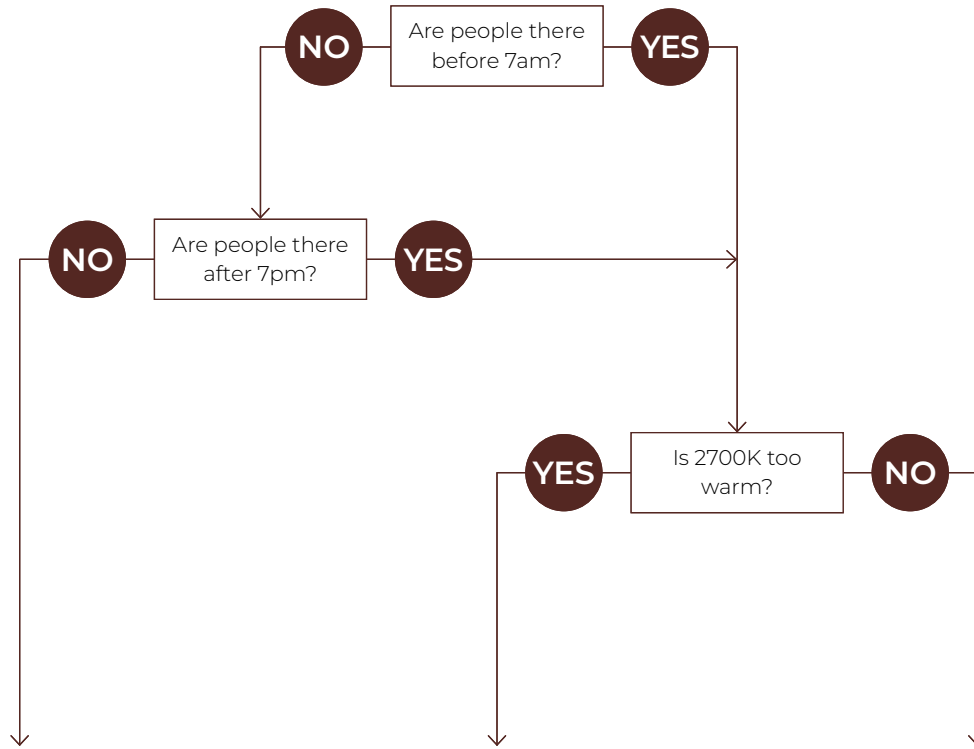 NO
Are people there
before 7am?
YES
NO
Are people there
after 7pm?
YES
YES
Is 2700K too
warm?
NO